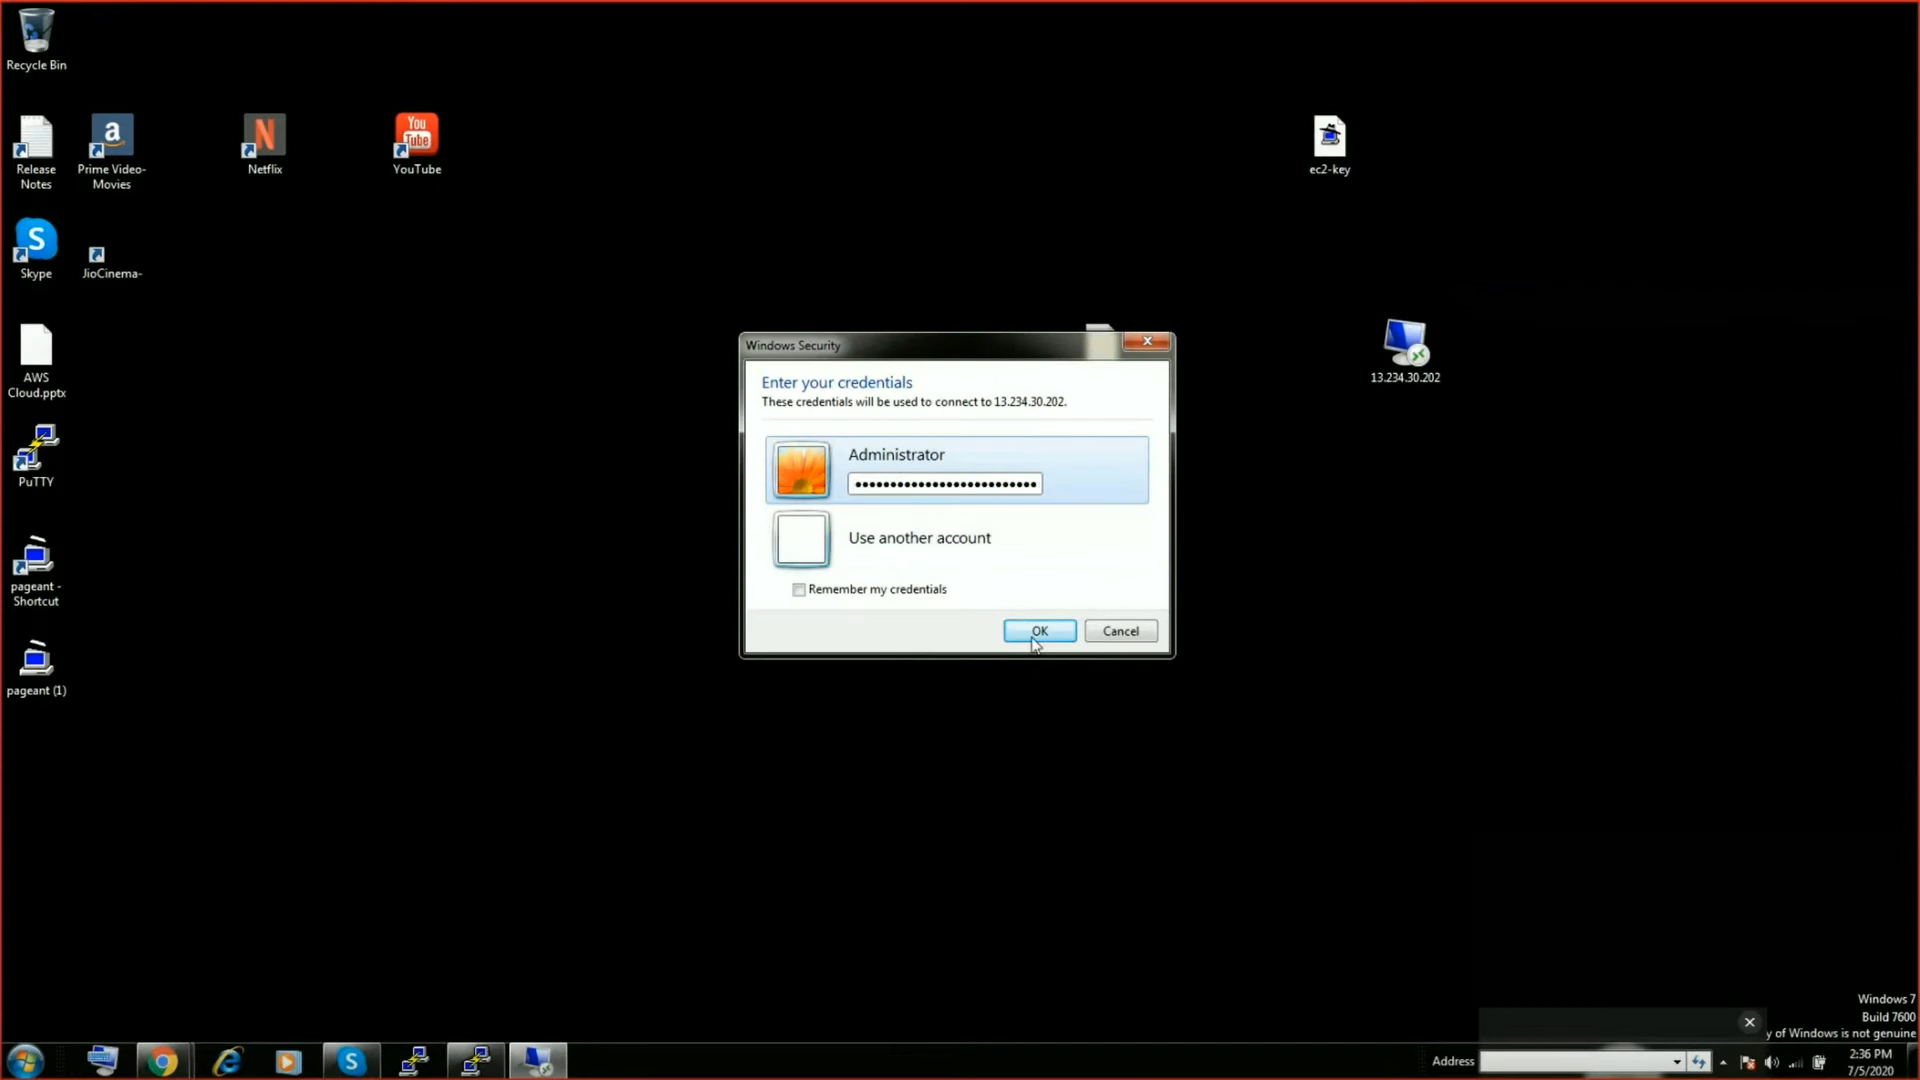 Recycle Bin
Release
Notes
Prime Video-
Movies
Netflix
You
Tube
YouTube
ec2-key
Skype
JioCinema-
AWS
Cloud.pptx
PuTTY
pageant -
Shortcut
pageant (1)
13.234.30.202
Windows Security
Enter your credentials
These credentials will be used to connect to 13.234.30.202.
Administrator
Use another account
Remember my credentials
OK
Cancel
Windows 7
Build 7600
y of Windows is not genuine
Address
2:36 PM
7/5/2020